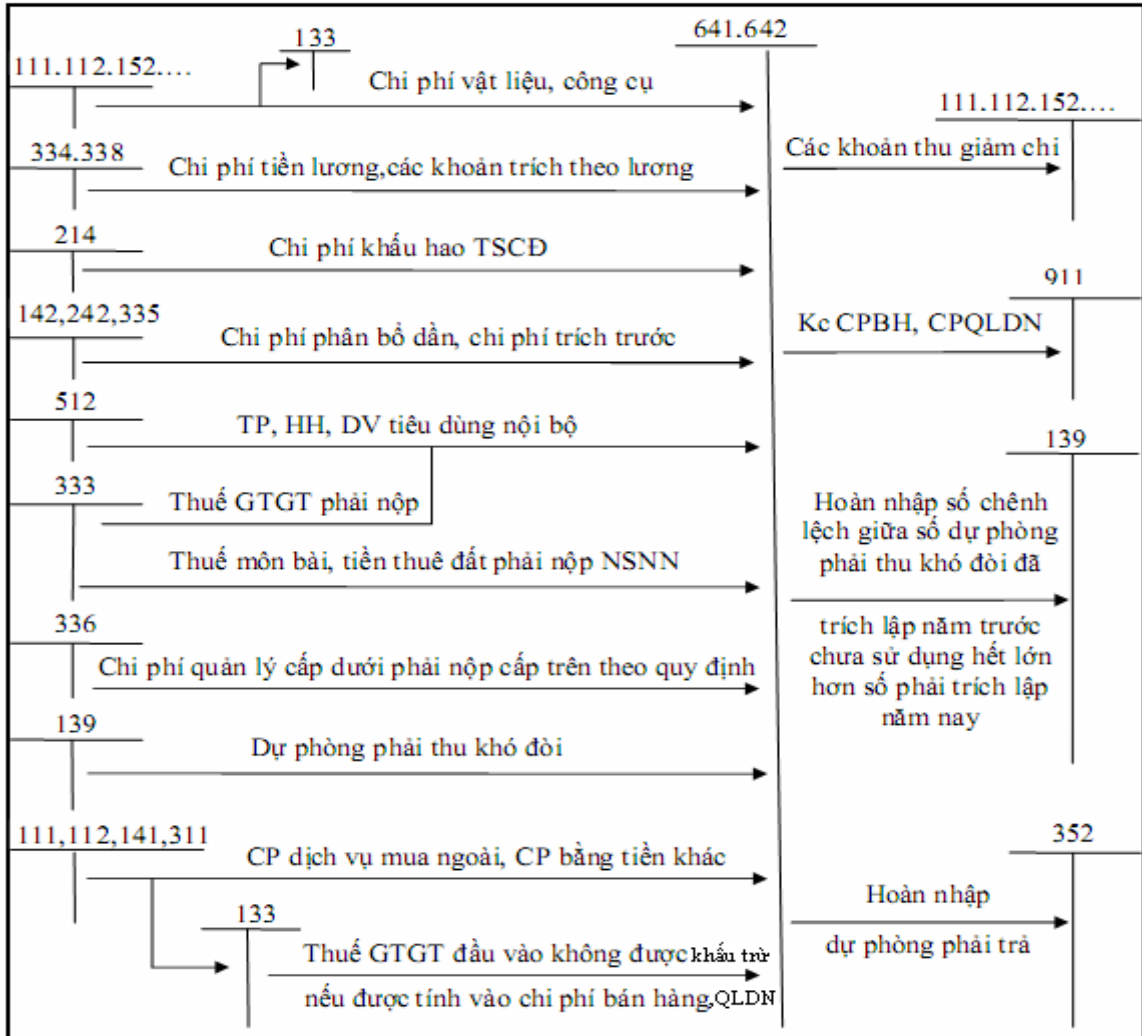 133
641.642
111.112.152....
Chi phí vật liệu, công cụ
111.112.152....
334.338
Các khoản thu giảm chi
Chi phí tiền lương,các khoản trích theo lương
214
Chi phí khấu hao TSCĐ
911
142,242,335
Kc CPBH, CPQLDN
Chi phí phân bổ dần, chi phí trích trước
512
TP, HH, DV tiêu dùng nội bộ
139
333
Thuế GTGT phải nộp
Hoàn nhập số chênh
lệch giữa số dự phòng
phải thu khó đòi đã
Thuế môn bài, tiền thuê đất phải nộp NSNN
336
trích lập năm trước
chưa sử dụng hết lớn
hơn số phải trích lập
năm nay
Chi phí quản lý cấp dưới phải nộp cấp trên theo quy định
139
Dự phòng phải thu khó đòi
111,112,141,311
352
CP dịch vụ mua ngoài, CP bằng tiền khác
Hoàn nhập
dự phòng phải trả
133
Thuế GTGT đầu vào không được khấu trừ
nếu được tính vào chi phí bán hàng,QLDN